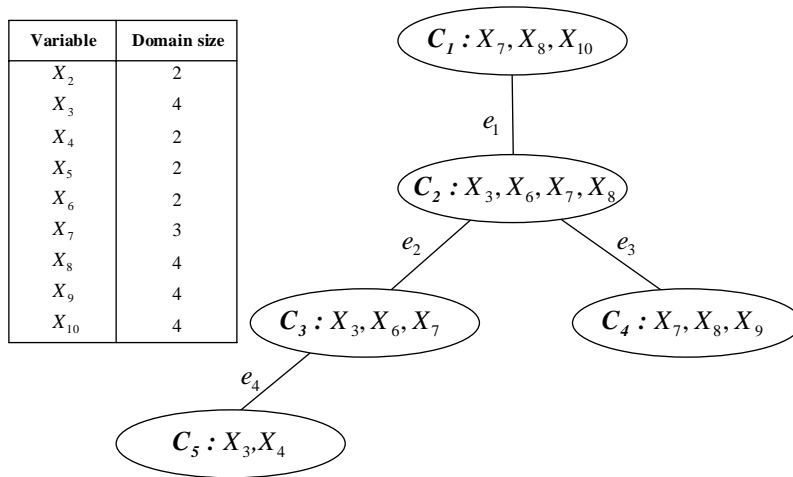 Variable Domain size
X₂ 2
X₃ 4
X₄ 2
X₅ 2
X₆ 2
X₇ 3
X₈ 4
X₉ 4
X₁₀ 4
C₁ : X₇, X₈, X₁₀
e₁
C₂ : X₃, X₆, X₇, X₈
e₂
e₃
C₃ : X₃, X₆, X₇
C₄ : X₇, X₈, X₉
e₄
C₅ : X₃,X₄